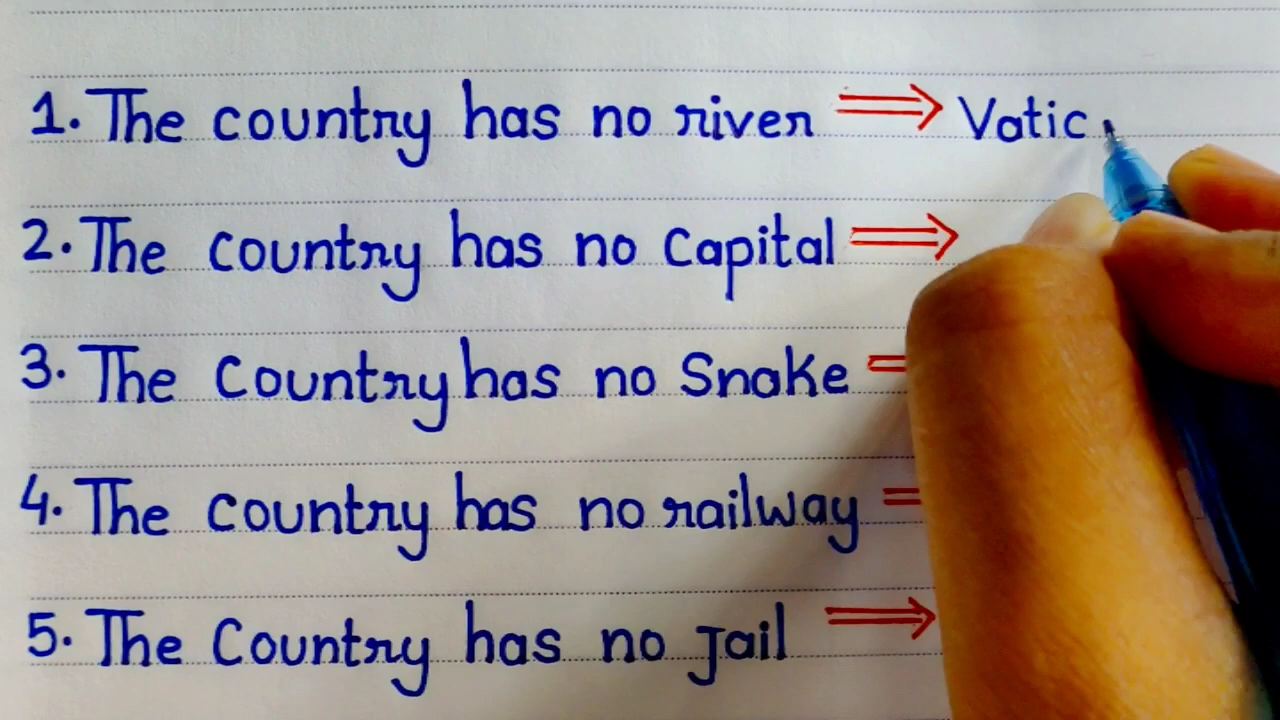 1. The country has no river ⟹ Vatic
2. The country has no capital ⟹
3. The Country has no Snake =
4. The country has no railway =
5. The Country has no Jail ⟹